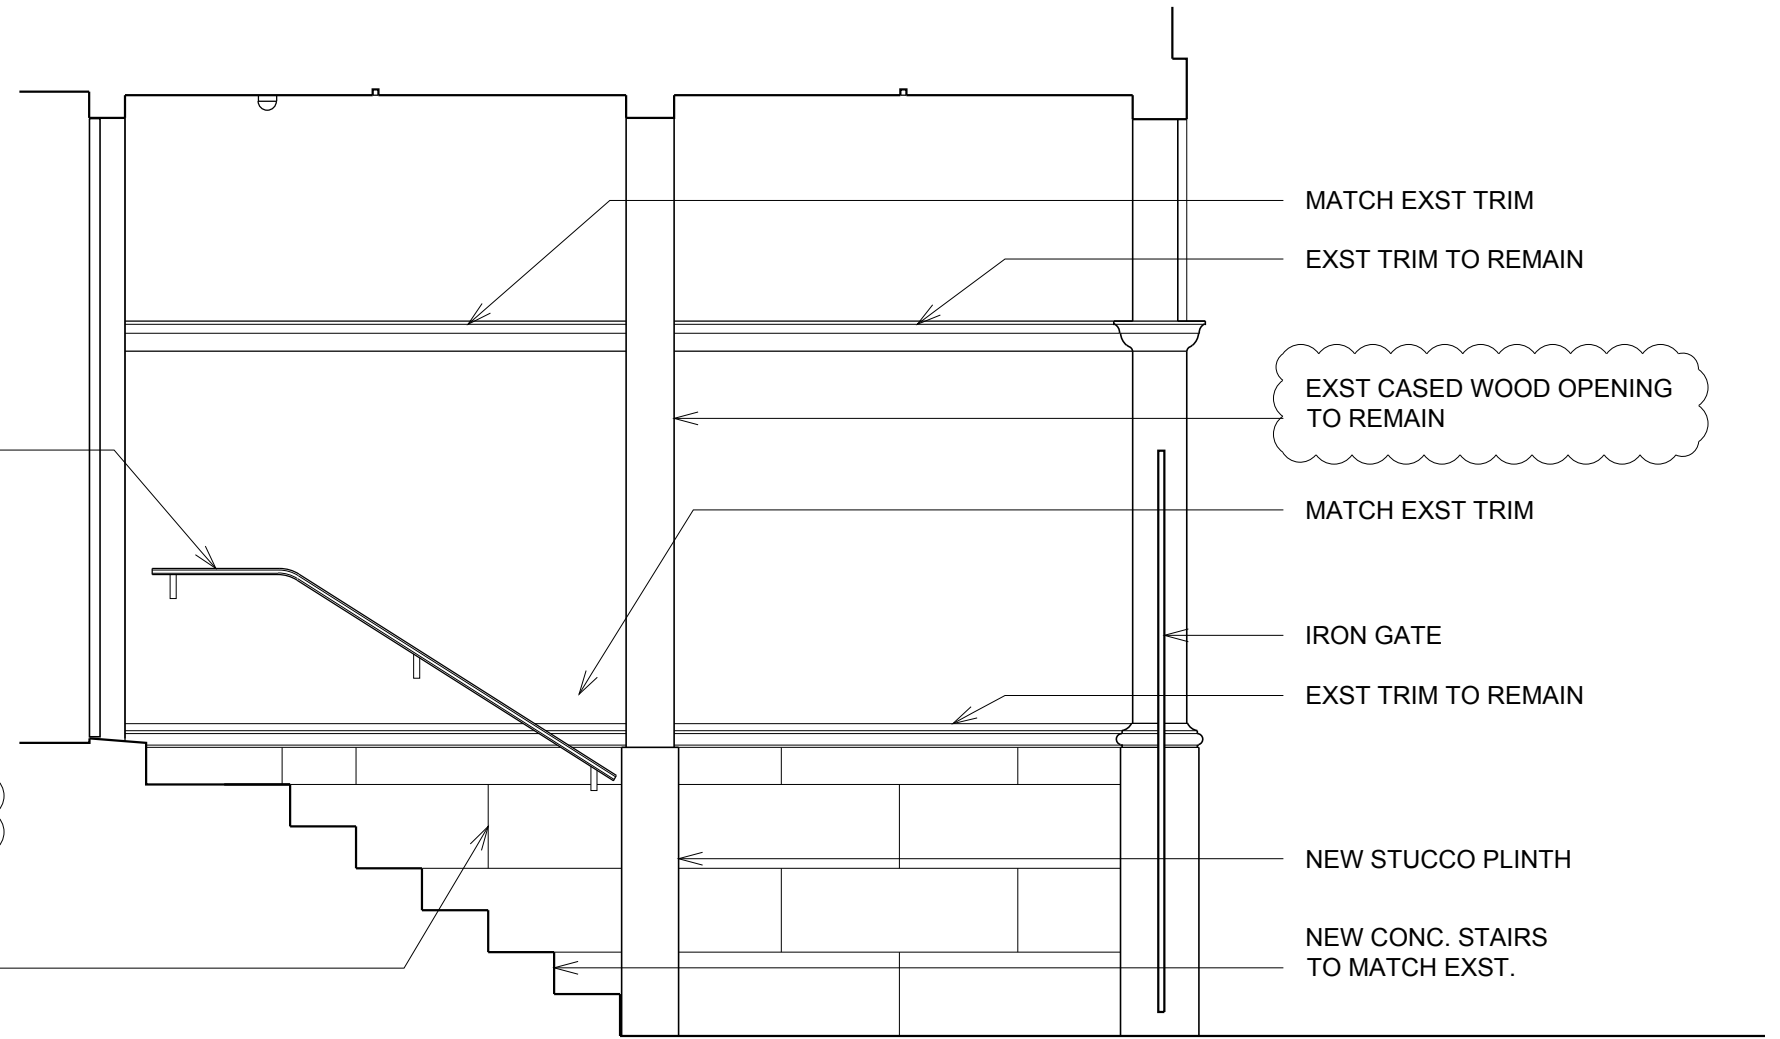 MATCH EXST TRIM
EXST TRIM TO REMAIN
EXST CASED WOOD OPENING
TO REMAIN
MATCH EXST TRIM
IRON GATE
EXST TRIM TO REMAIN
NEW STUCCO PLINTH
NEW CONC. STAIRS
TO MATCH EXST.